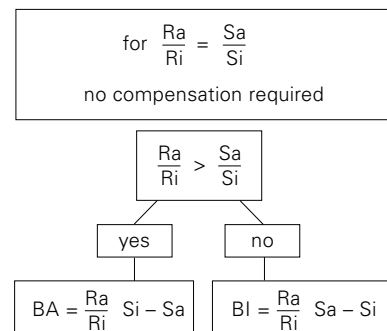 for Ra/Ri = Sa/Si
no compensation required
Ra/Ri > Sa/Si
yes
no
BA = Ra/Ri Si – Sa
BI = Ra/Ri Sa – Si